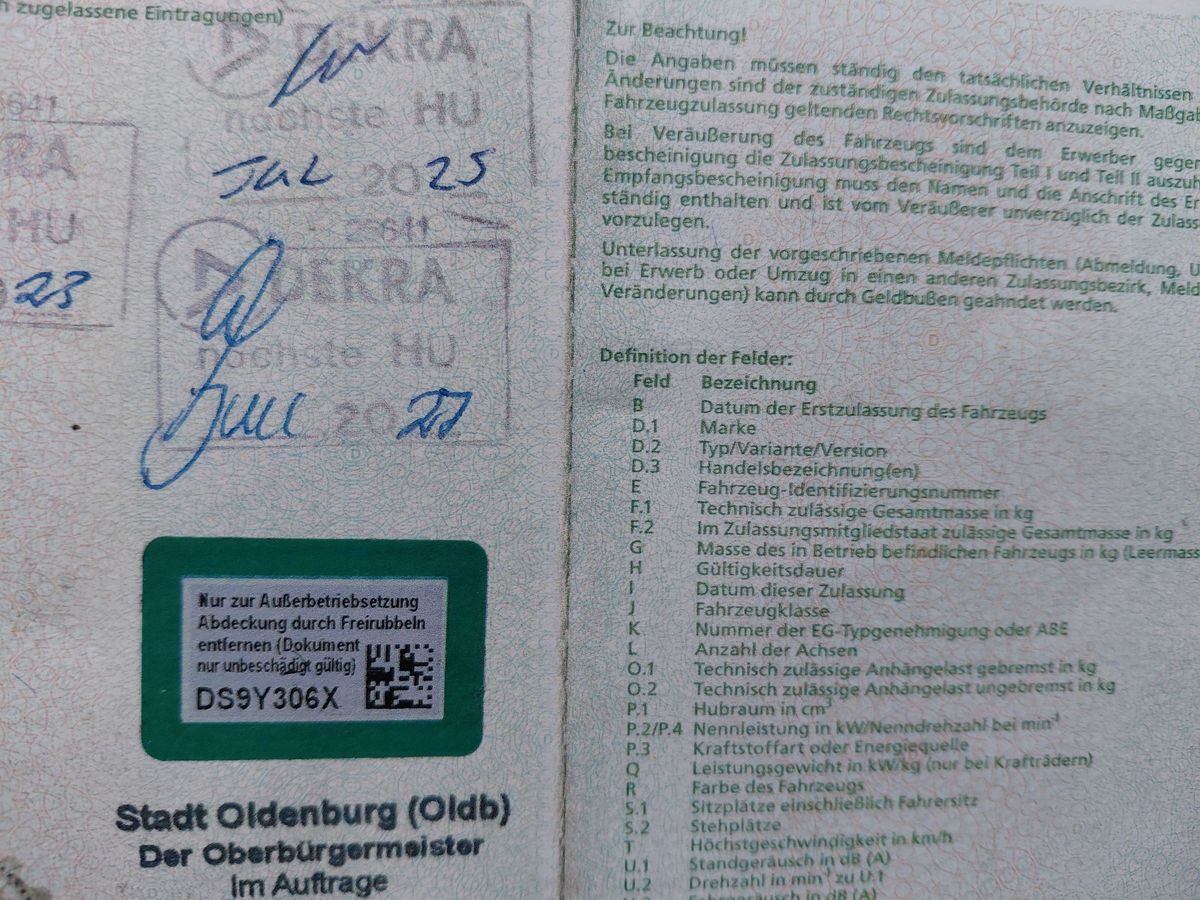 n zugelassene Eintragungen)
DEKRA
nächste HU
JUL 2025
23641
RA
HU
23
23641
DEKRA
nächste HU
Juli 2027
Nur zur Außerbetriebsetzung
Abdeckung durch Freirubbeln
entfernen (Dokument
nur unbeschädigt gültig)
DS9Y306X
Stadt Oldenburg (Oldb)
Der Oberbürgermeister
Im Auftrage
Zur Beachtung!
Die Angaben müssen ständig den tatsächlichen Verhältnissen
Änderungen sind der zuständigen Zulassungsbehörde nach Maßgab
Fahrzeugzulassung geltenden Rechtsvorschriften anzuzeigen.
Bei Veräußerung des Fahrzeugs sind dem Erwerber gegen
bescheinigung die Zulassungsbescheinigung Teil I und Teil II auszuh
Empfangsbescheinigung muss den Namen und die Anschrift des Er
ständig enthalten und ist vom Veräußerer unverzüglich der Zulass
vorzulegen.
Unterlassung der vorgeschriebenen Meldepflichten (Abmeldung, U
bei Erwerb oder Umzug in einen anderen Zulassungsbezirk, Meld
Veränderungen) kann durch Geldbußen geahndet werden.
Definition der Felder:
Feld Bezeichnung
B Datum der Erstzulassung des Fahrzeugs
D.1 Marke
D.2 Typ/Variante/Version
D.3 Handelsbezeichnung(en)
E Fahrzeug-Identifizierungsnummer
F.1 Technisch zulässige Gesamtmasse in kg
F.2 Im Zulassungsmitgliedstaat zulässige Gesamtmasse in kg
G Masse des in Betrieb befindlichen Fahrzeugs in kg (Leermass
H Gültigkeitsdauer
I Datum dieser Zulassung
J Fahrzeugklasse
K Nummer der EG-Typgenehmigung oder ABE
L Anzahl der Achsen
O.1 Technisch zulässige Anhängelast gebremst in kg
O.2 Technisch zulässige Anhängelast ungebremst in kg
P.1 Hubraum in cm³
P.2/P.4 Nennleistung in kW/Nenndrehzahl bei min⁻¹
P.3 Kraftstoffart oder Energiequelle
Q Leistungsgewicht in kW/kg (nur bei Krafträdern)
R Farbe des Fahrzeugs
S.1 Sitzplätze einschließlich Fahrersitz
S.2 Stehplätze
T Höchstgeschwindigkeit in km/h
U.1 Standgeräusch in dB (A)
U.2 Drehzahl in min⁻¹ zu U.1
Fahrgeräusch in dB (A)